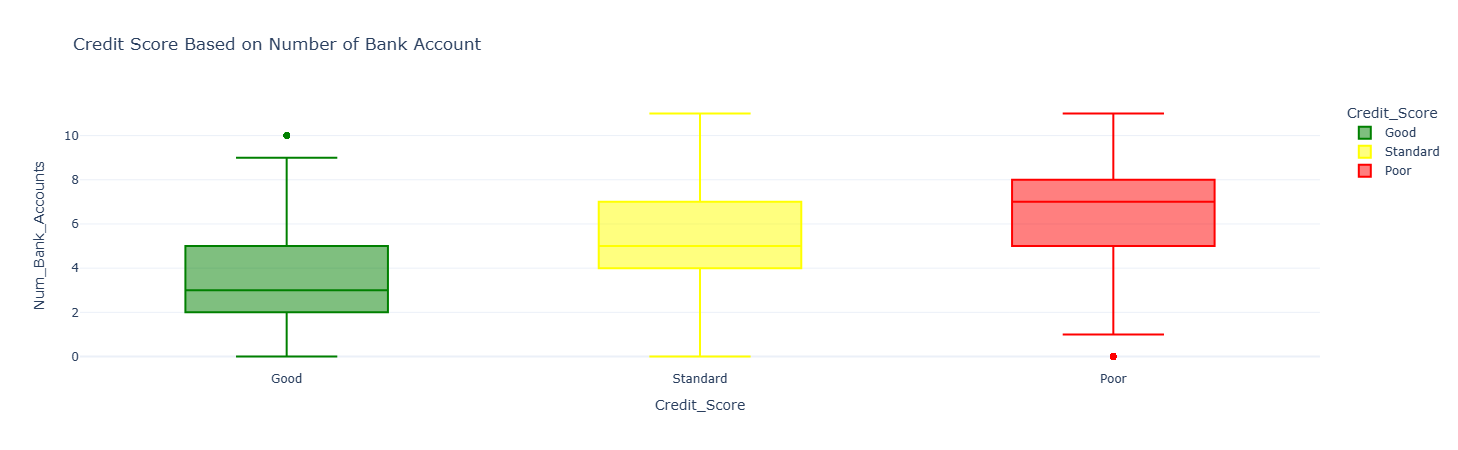 Credit Score Based on Number of Bank Account
Num_Bank_Accounts
10
8
6
4
2
0
Good
Standard
Poor
Credit_Score
Credit_Score
Good
Standard
Poor